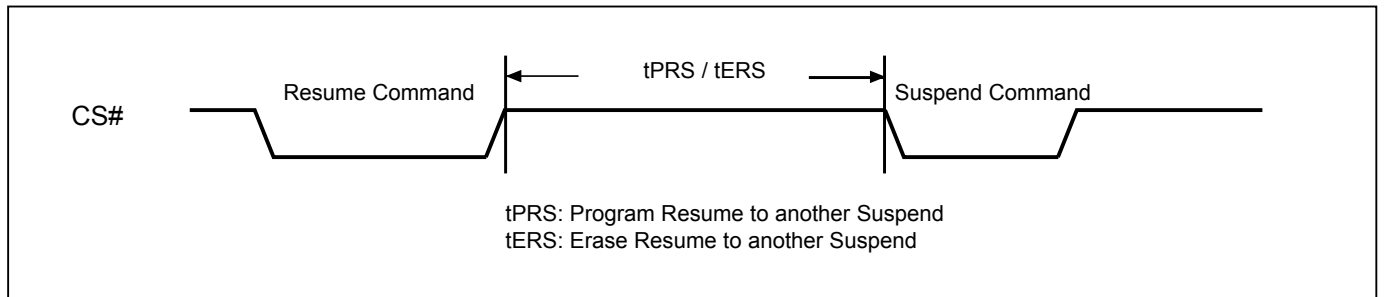 tPRS / tERS
Resume Command
Suspend Command
CS#
tPRS: Program Resume to another Suspend
tERS: Erase Resume to another Suspend